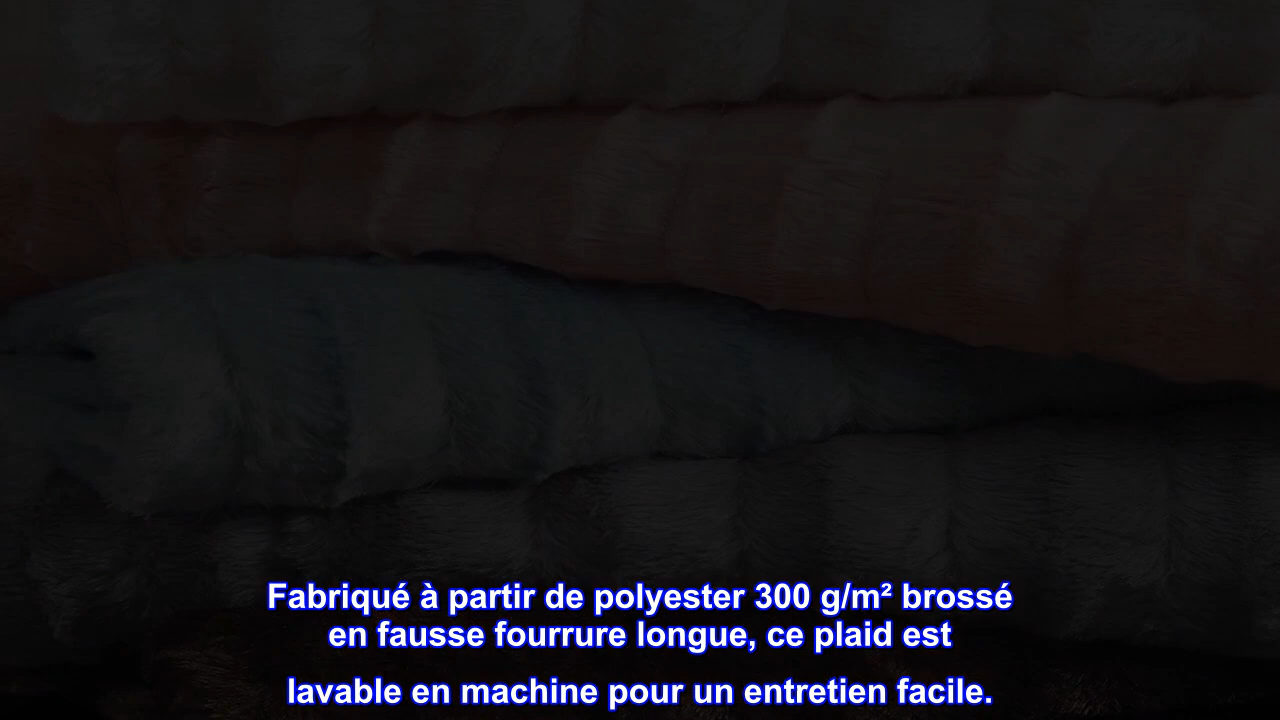 Fabriqué à partir de polyester 300 g/m² brossé
en fausse fourrure longue, ce plaid est
lavable en machine pour un entretien facile.